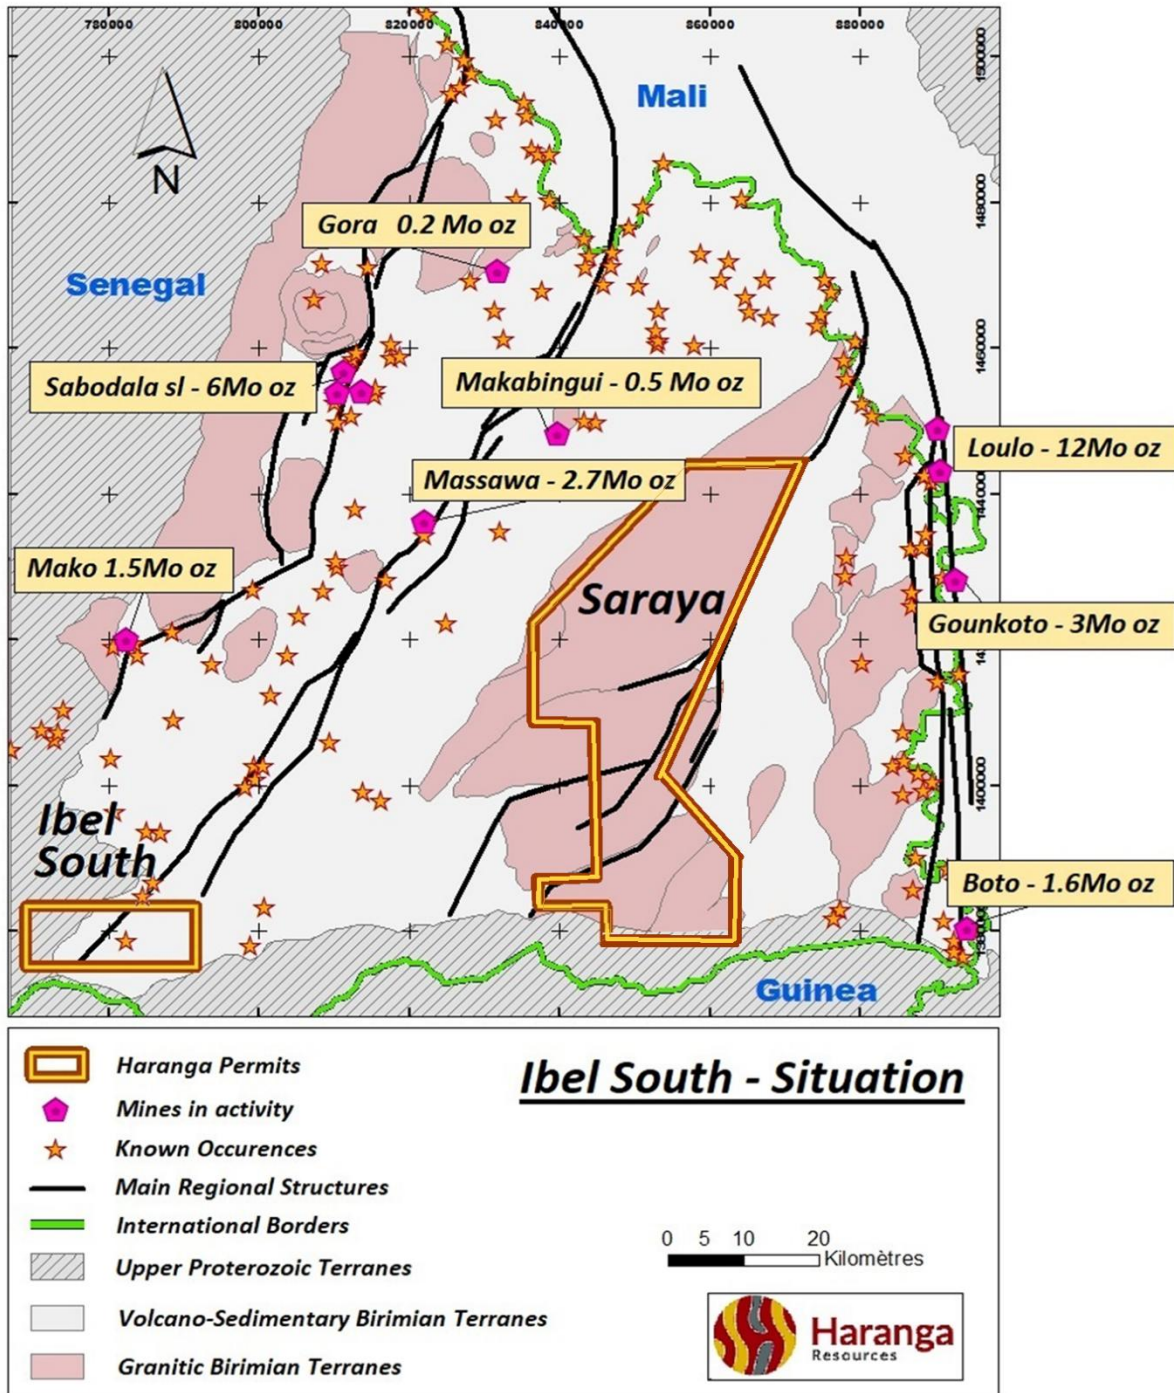 780000 800000 820000 840000 860000 880000
1500000
Mali
N
1480000
Gora 0.2 Mo oz
Senegal
1460000
Sabodala sl - 6Mo oz
Makabingui - 0.5 Mo oz
Loulo - 12Mo oz
Massawa - 2.7Mo oz
1440000
Mako 1.5Mo oz
Saraya
Gounkoto - 3Mo oz
1400000
Ibel
South
Boto - 1.6Mo oz
Guinea
Haranga Permits
Ibel South - Situation
Mines in activity
Known Occurences
Main Regional Structures
International Borders
0 5 10 20
Kilomètres
Upper Proterozoic Terranes
Volcano-Sedimentary Birimian Terranes
Haranga
Resources
Granitic Birimian Terranes